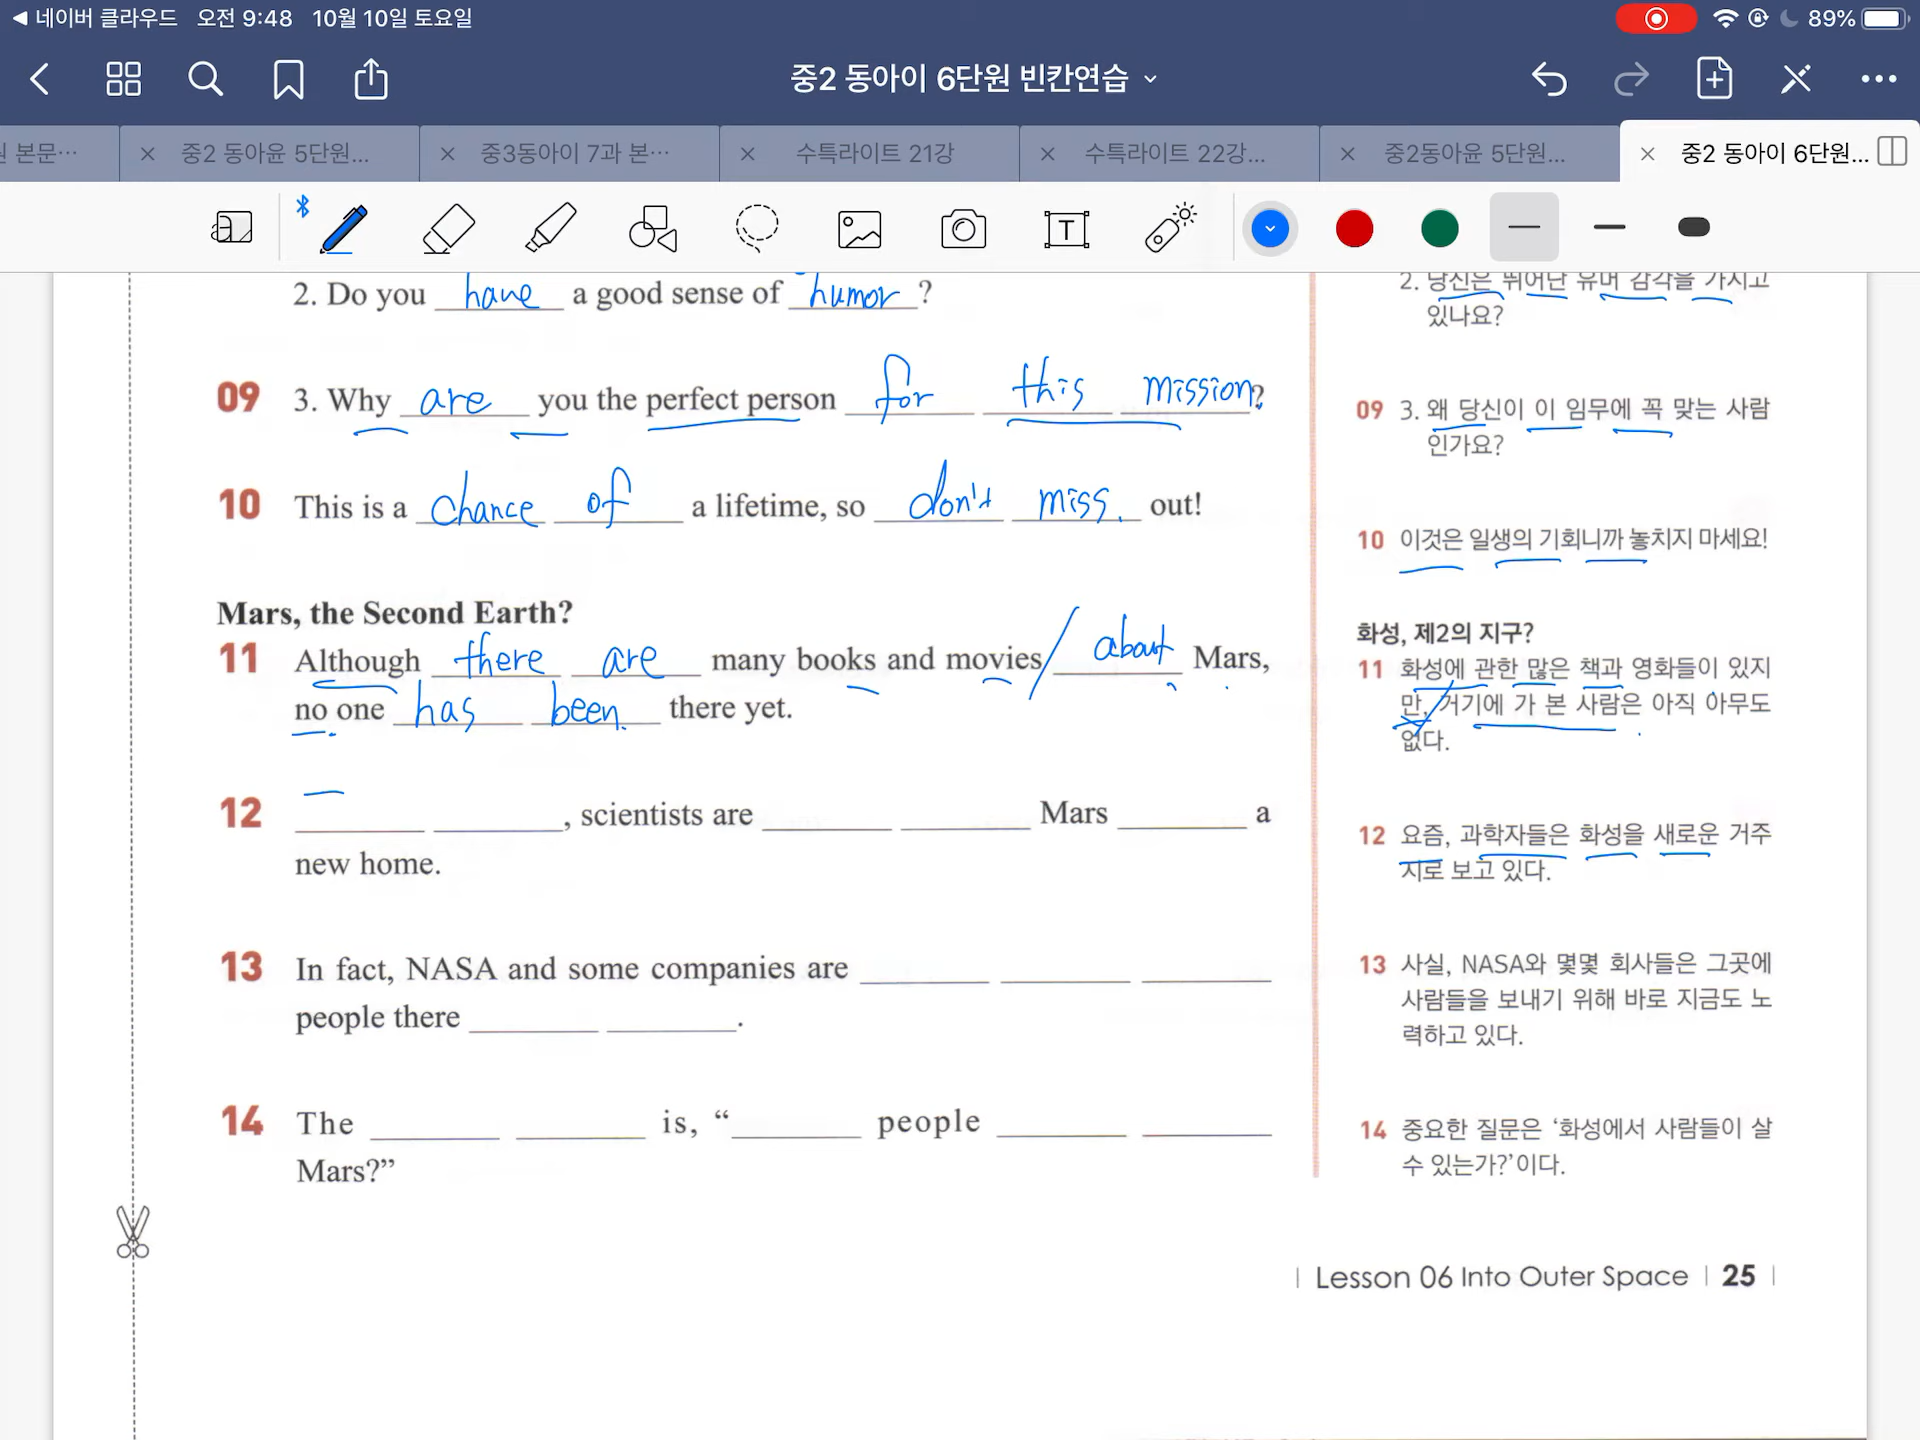 ◀ 네이버 클라우드 오전 9:48 10월 10일 토요일 89%
중2 동아이 6단원 빈칸연습
본문… × 중2 동아윤 5단원... × 중3동아이 7과 본… × 수특라이트 21강 × 수특라이트 22강... × 중2동아윤 5단원... × 중2 동아이 6단원...
2. Do you have a good sense of humor ?
09 3. Why are you the perfect person for this mission?
10 This is a chance of a lifetime, so don't miss out!
Mars, the Second Earth?
11 Although there are many books and movies / about Mars,
no one has been there yet.
12 ____ ____, scientists are ____ ____ Mars ____ a
new home.
13 In fact, NASA and some companies are ____ ____ ____
people there ____ ____.
14 The ____ ____ is, “____ people ____ ____
Mars?”
2. 당신은 뛰어난 유머 감각을 가지고
있나요?
09 3. 왜 당신이 이 임무에 꼭 맞는 사람
인가요?
10 이것은 일생의 기회니까 놓치지 마세요!
화성, 제2의 지구?
11 화성에 관한 많은 책과 영화들이 있지
만, 거기에 가 본 사람은 아직 아무도
없다.
12 요즘, 과학자들은 화성을 새로운 거주
지로 보고 있다.
13 사실, NASA와 몇몇 회사들은 그곳에
사람들을 보내기 위해 바로 지금도 노
력하고 있다.
14 중요한 질문은 ‘화성에서 사람들이 살
수 있는가?’이다.
| Lesson 06 Into Outer Space | 25 |